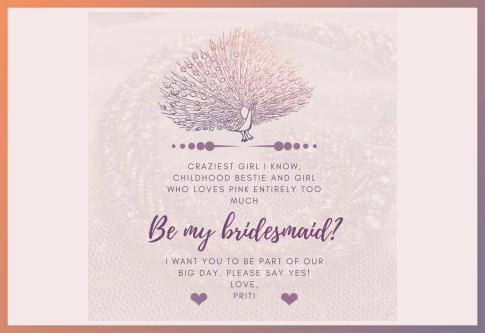 CRAZIEST GIRL I KNOW,
CHILDHOOD BESTIE AND GIRL
WHO LOVES PINK ENTIRELY TOO
MUCH
Be my bridesmaid?
I WANT YOU TO BE PART OF OUR
BIG DAY. PLEASE SAY YES!
LOVE,
PRITI